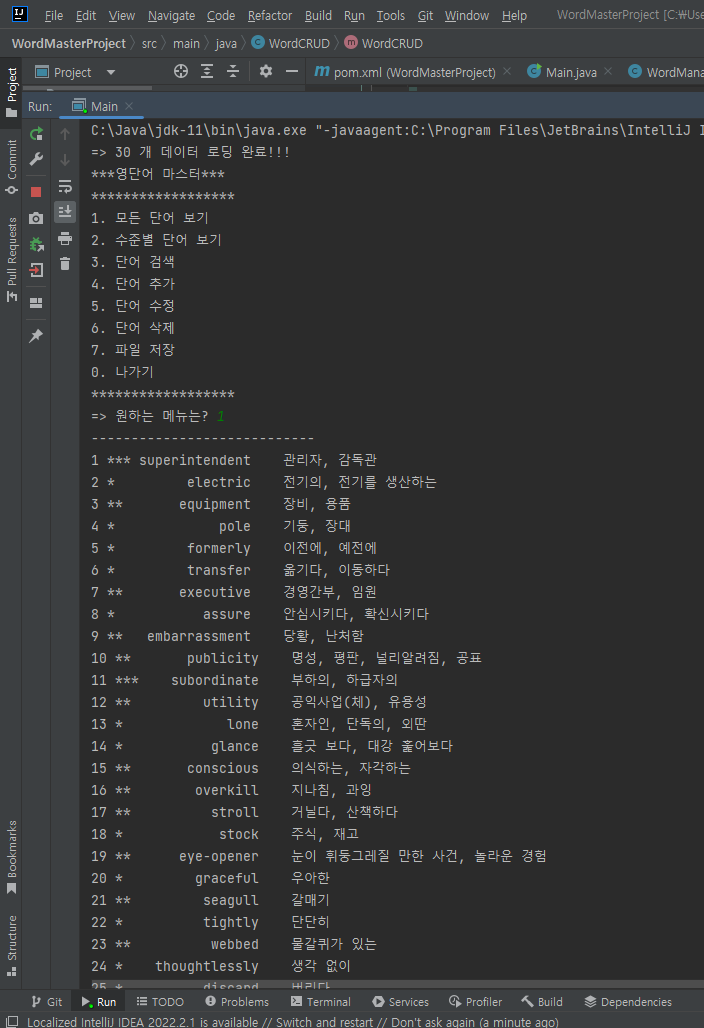 File Edit View Navigate Code Refactor Build Run Tools Git Window Help WordMasterProject [C:\Use
WordMasterProject src main java WordCRUD WordCRUD
Project pom.xml (WordMasterProject) Main.java WordMana
Run: Main
Project
Commit
Pull Requests
Bookmarks
Structure
C:\Java\jdk-11\bin\java.exe "-javaagent:C:\Program Files\JetBrains\IntelliJ I
=> 30 개 데이터 로딩 완료!!!
***영단어 마스터***
******************
1. 모든 단어 보기
2. 수준별 단어 보기
3. 단어 검색
4. 단어 추가
5. 단어 수정
6. 단어 삭제
7. 파일 저장
0. 나가기
******************
=> 원하는 메뉴는? 1
----------------------------
1 *** superintendent 관리자, 감독관
2 * electric 전기의, 전기를 생산하는
3 ** equipment 장비, 용품
4 * pole 기둥, 장대
5 * formerly 이전에, 예전에
6 * transfer 옮기다, 이동하다
7 ** executive 경영간부, 임원
8 * assure 안심시키다, 확신시키다
9 ** embarrassment 당황, 난처함
10 ** publicity 명성, 평판, 널리알려짐, 공표
11 *** subordinate 부하의, 하급자의
12 ** utility 공익사업(체), 유용성
13 * lone 혼자인, 단독의, 외딴
14 * glance 흘긋 보다, 대강 훑어보다
15 ** conscious 의식하는, 자각하는
16 ** overkill 지나침, 과잉
17 ** stroll 거닐다, 산책하다
18 * stock 주식, 재고
19 ** eye-opener 눈이 휘둥그레질 만한 사건, 놀라운 경험
20 * graceful 우아한
21 ** seagull 갈매기
22 * tightly 단단히
23 ** webbed 물갈퀴가 있는
24 * thoughtlessly 생각 없이
25 * discard 버리다
Git Run TODO Problems Terminal Services Profiler Build Dependencies
Localized IntelliJ IDEA 2022.2.1 is available // Switch and restart // Don't ask again (a minute ago)